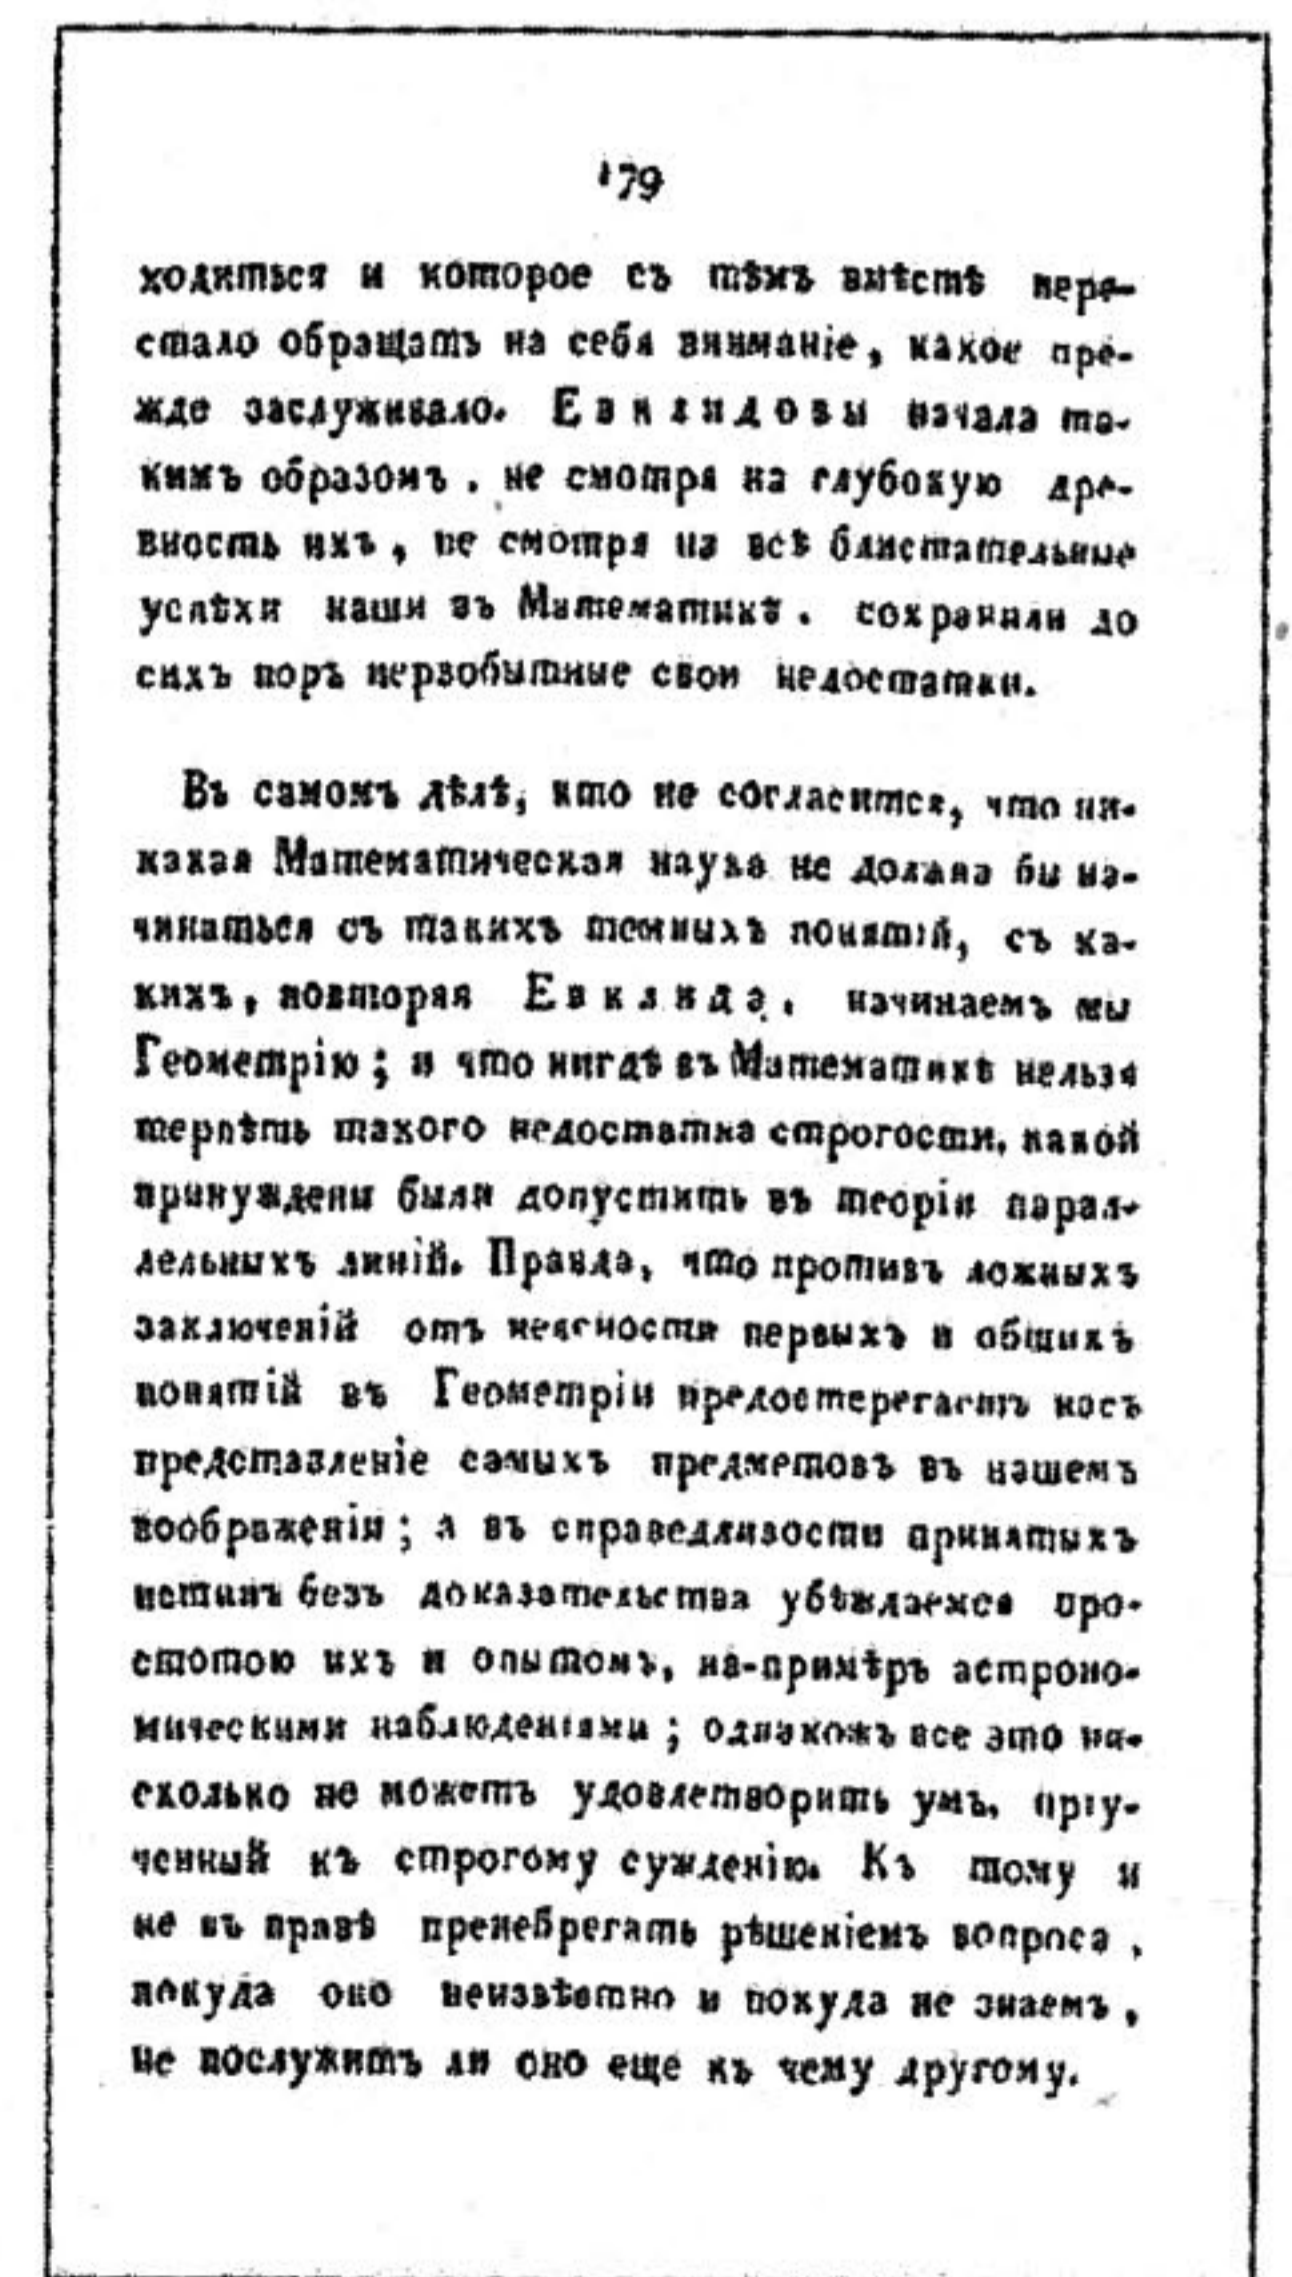 179
ходиться и которое съ тѣмъ вмѣстѣ пере-
стало обращать на себя вниманіе, какое пре-
жде заслуживало. Евклидовы начала та-
кимъ образомъ, не смотря на глубокую дре-
вность ихъ, не смотря на всѣ блистательные
успѣхи наши въ Математикѣ, сохранили до
сихъ поръ первобытные свои недостатки.
Въ самомъ дѣлѣ, кто не согласится, что ни-
какая Математическая наука не должна бы на-
чинаться съ такихъ темныхъ понятій, съ ка-
кихъ, повторяя Евклида, начинаемъ мы
Геометрію; и что нигдѣ въ Математикѣ нельзя
терпѣть такого недостатка строгости, какой
принуждены были допустить въ теоріи парал-
лельныхъ линій. Правда, что противъ ложныхъ
заключеній отъ неясности первыхъ и общихъ
понятій въ Геометріи предостерегаетъ насъ
представленіе самыхъ предметовъ въ нашемъ
воображеніи; а въ справедливости принятыхъ
истинъ безъ доказательства убѣждаемся про-
стотою ихъ и опытомъ, на-примѣръ астроно-
мическими наблюденіями; однакожъ все это ни-
сколько не можетъ удовлетворить умъ, пріу-
ченный къ строгому сужденію. Къ тому и
не въ правѣ пренебрегать рѣшеніемъ вопроса,
покуда оно неизвѣстно и покуда не знаемъ,
не послужитъ ли оно еще къ чему другому.